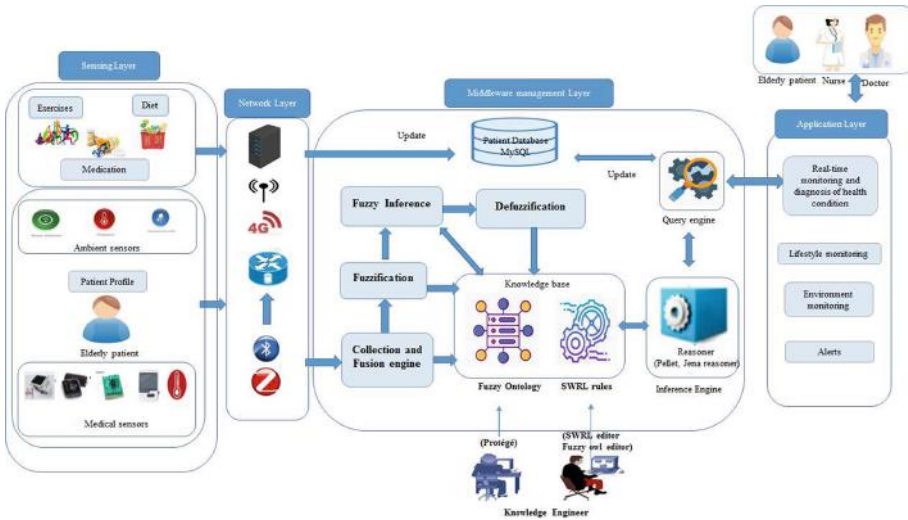 Sensing Layer
Exercises
Diet
Medication
Ambient sensors
Patient Profile
Elderly patient
Medical sensors
Network Layer
4G
Middleware management Layer
Update
Patient Database
MySQL
Update
Query engine
Fuzzy Inference
Defuzzification
Fuzzification
Collection and
Fusion engine
Knowledge base
Fuzzy Ontology
SWRL rules
Reasoner
(Pellet, Jena reasoner)
Inference Engine
(Protégé)
(SWRL editor
Fuzzy owl editor)
Knowledge Engineer
Elderly patient
Nurse
Doctor
Application Layer
Real-time
monitoring and
diagnosis of health
condition
Lifestyle monitoring
Environment
monitoring
Alerts